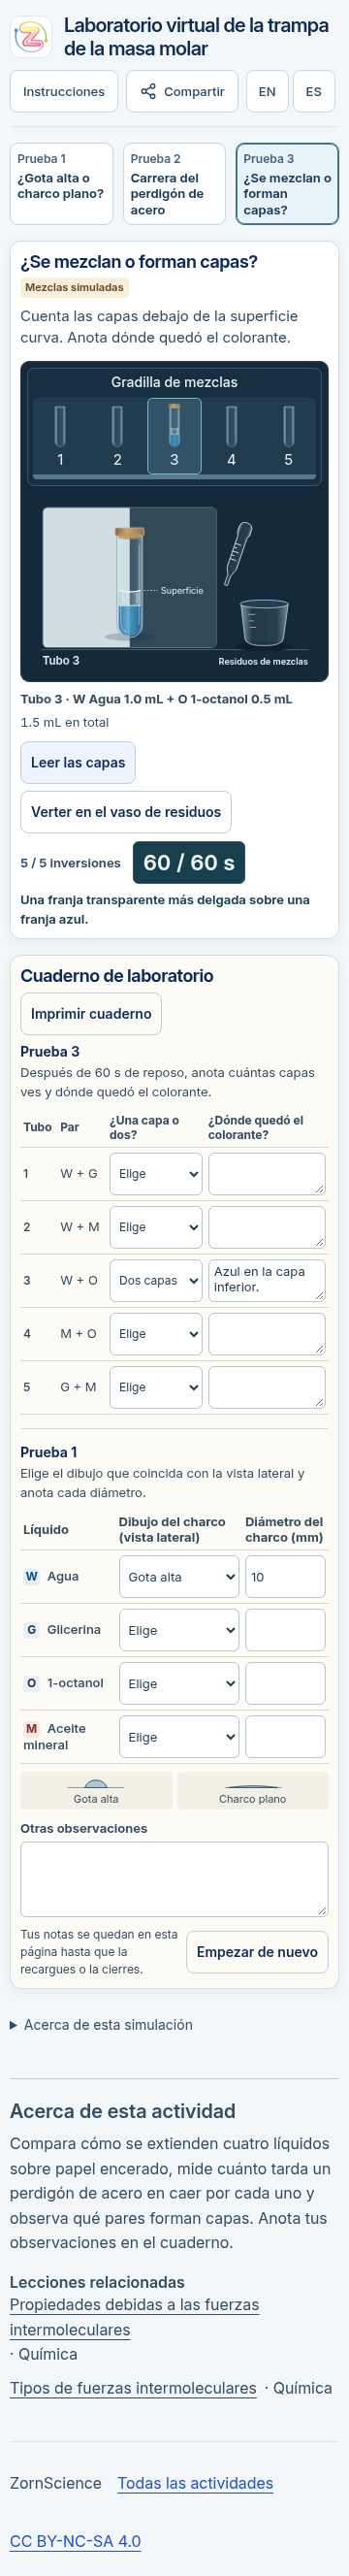 Laboratorio virtual de la trampa
de la masa molar
Instrucciones
Compartir
EN
ES
Prueba 1
¿Gota alta o
charco plano?
Prueba 2
Carrera del
perdigón de
acero
Prueba 3
¿Se mezclan o
forman
capas?
¿Se mezclan o forman capas?
Mezclas simuladas
Cuenta las capas debajo de la superficie
curva. Anota dónde quedó el colorante.
Gradilla de mezclas
1 2 3 4 5
Superficie
Tubo 3
Residuos de mezclas
Tubo 3 · W Agua 1.0 mL + O 1-octanol 0.5 mL
1.5 mL en total
Leer las capas
Verter en el vaso de residuos
5 / 5 inversiones
60 / 60 s
Una franja transparente más delgada sobre una
franja azul.
Cuaderno de laboratorio
Imprimir cuaderno
Prueba 3
Después de 60 s de reposo, anota cuántas capas
ves y dónde quedó el colorante.
Tubo Par ¿Una capa o dos? ¿Dónde quedó el colorante?
1 W + G Elige
2 W + M Elige
3 W + O Dos capas Azul en la capa inferior.
4 M + O Elige
5 G + M Elige
Prueba 1
Elige el dibujo que coincida con la vista lateral y
anota cada diámetro.
Líquido Dibujo del charco (vista lateral) Diámetro del charco (mm)
W Agua Gota alta 10
G Glicerina Elige
O 1-octanol Elige
M Aceite mineral Elige
Gota alta
Charco plano
Otras observaciones
Tus notas se quedan en esta
página hasta que la
recargues o la cierres.
Empezar de nuevo
Acerca de esta simulación
Acerca de esta actividad
Compara cómo se extienden cuatro líquidos
sobre papel encerado, mide cuánto tarda un
perdigón de acero en caer por cada uno y
observa qué pares forman capas. Anota tus
observaciones en el cuaderno.
Lecciones relacionadas
Propiedades debidas a las fuerzas
intermoleculares
· Química
Tipos de fuerzas intermoleculares · Química
ZornScience Todas las actividades
CC BY-NC-SA 4.0